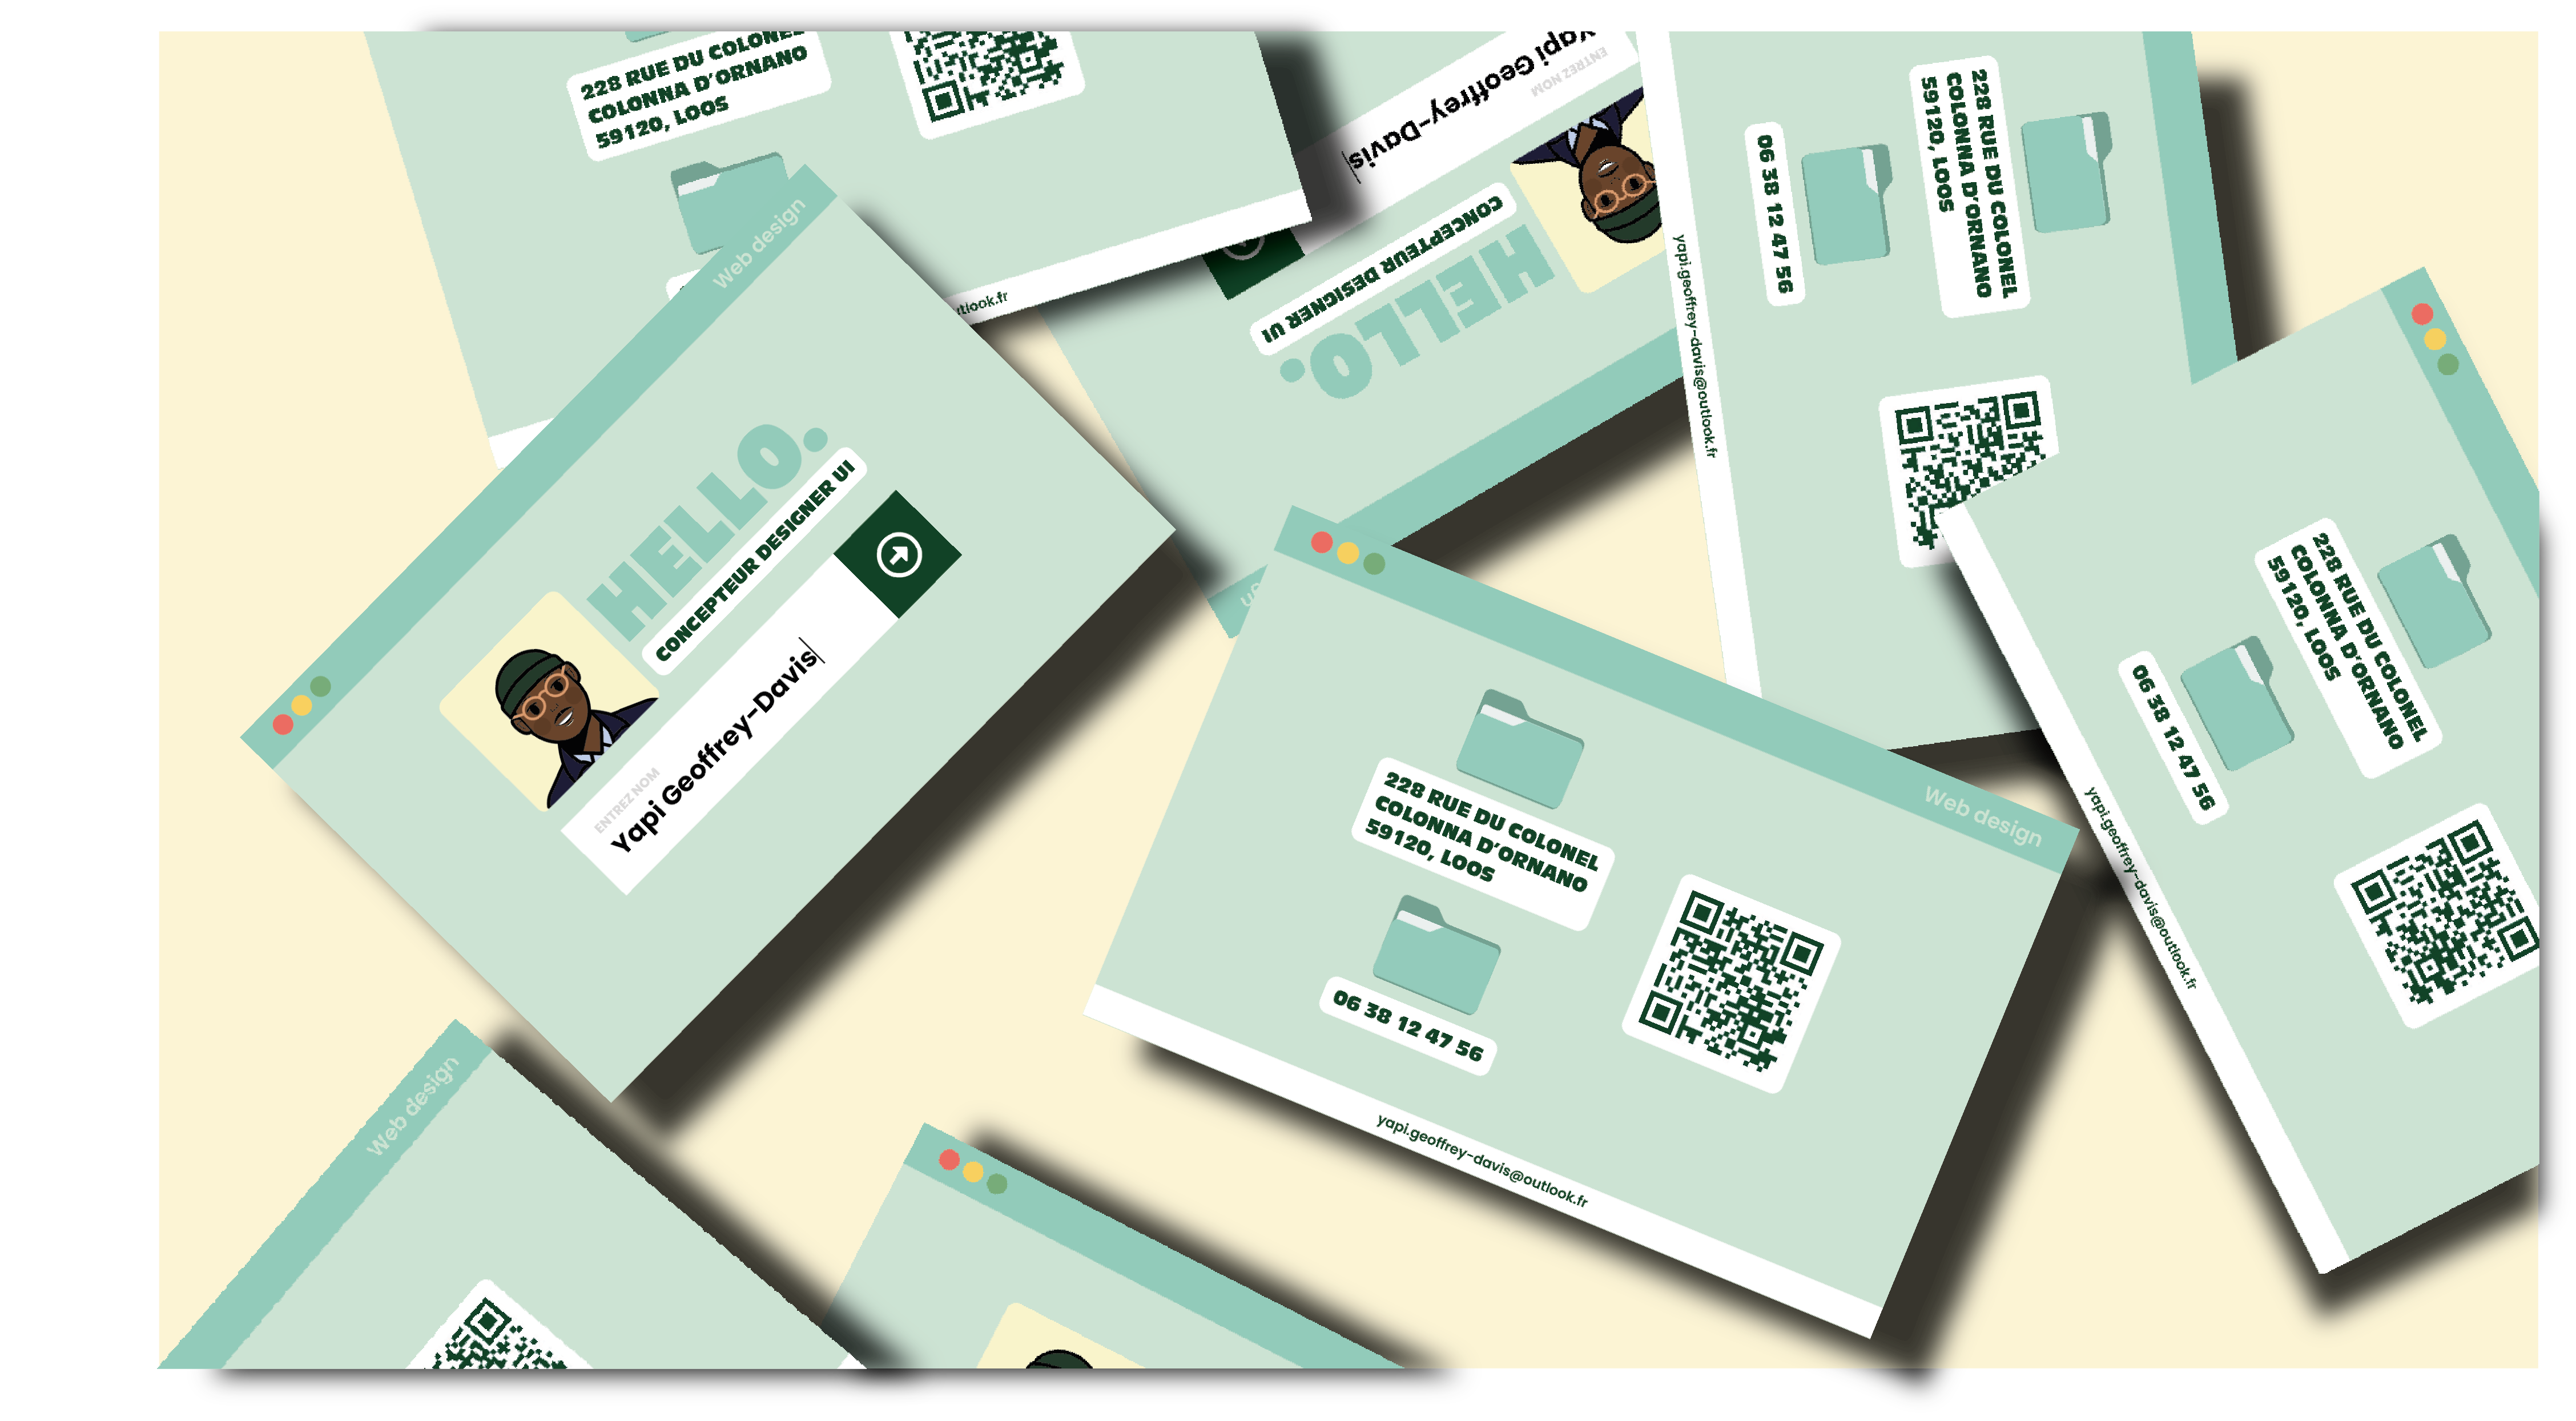 228 RUE DU COLONEL
COLONNA D'ORNANO
59120, LOOS
outlook.fr
Web design
HELLO.
CONCEPTEUR DESIGNER UI
ENTREZ NOM
Yapi Geoffrey-Davis
HELLO.
CONCEPTEUR DESIGNER UI
ENTREZ NOM
Yapi Geoffrey-Davis
228 RUE DU COLONEL
COLONNA D'ORNANO
59120, LOOS
06 38 12 47 56
yapi.geoffrey-davis@outlook.fr
Web design
228 RUE DU COLONEL
COLONNA D'ORNANO
59120, LOOS
06 38 12 47 56
yapi.geoffrey-davis@outlook.fr
228 RUE DU COLONEL
COLONNA D'ORNANO
59120, LOOS
06 38 12 47 56
yapi.geoffrey-davis@outlook.fr
Web design